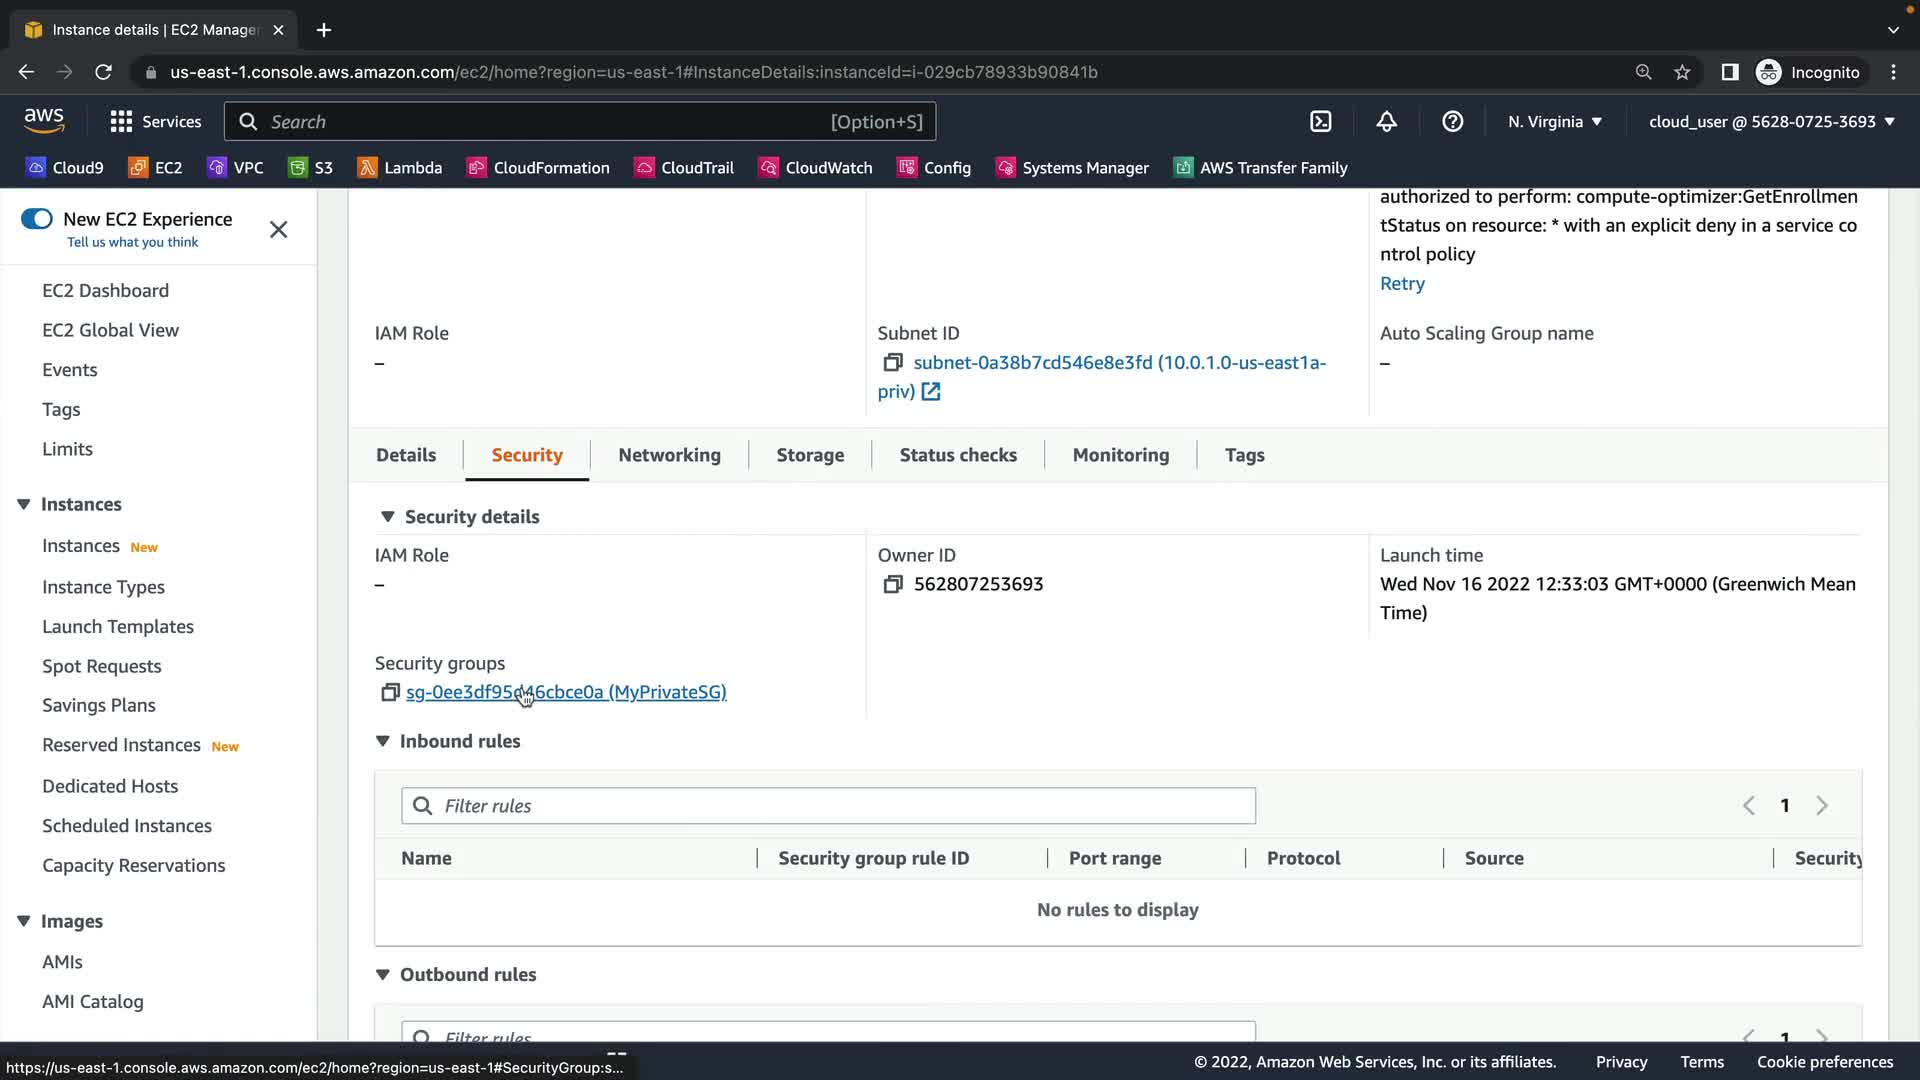 Instance details | EC2 Manager
us-east-1.console.aws.amazon.com/ec2/home?region=us-east-1#InstanceDetails:instanceId=i-029cb78933b90841b
Incognito
aws
Services
Search
[Option+S]
N. Virginia
cloud_user @ 5628-0725-3693
Cloud9
EC2
VPC
S3
Lambda
CloudFormation
CloudTrail
CloudWatch
Config
Systems Manager
AWS Transfer Family
New EC2 Experience
Tell us what you think
EC2 Dashboard
EC2 Global View
Events
Tags
Limits
Instances
Instances New
Instance Types
Launch Templates
Spot Requests
Savings Plans
Reserved Instances New
Dedicated Hosts
Scheduled Instances
Capacity Reservations
Images
AMIs
AMI Catalog
authorized to perform: compute-optimizer:GetEnrollmen
tStatus on resource: * with an explicit deny in a service co
ntrol policy
Retry
IAM Role
–
Subnet ID
subnet-0a38b7cd546e8e3fd (10.0.1.0-us-east1a-
priv)
Auto Scaling Group name
–
Details
Security
Networking
Storage
Status checks
Monitoring
Tags
Security details
IAM Role
–
Owner ID
562807253693
Launch time
Wed Nov 16 2022 12:33:03 GMT+0000 (Greenwich Mean
Time)
Security groups
(MyPrivateSG)
Inbound rules
Filter rules
1
Name
Security group rule ID
Port range
Protocol
Source
Security
No rules to display
Outbound rules
Filter rules
1
https://us-east-1.console.aws.amazon.com/ec2/home?region=us-east-1#SecurityGroup:s...
© 2022, Amazon Web Services, Inc. or its affiliates.
Privacy
Terms
Cookie preferences